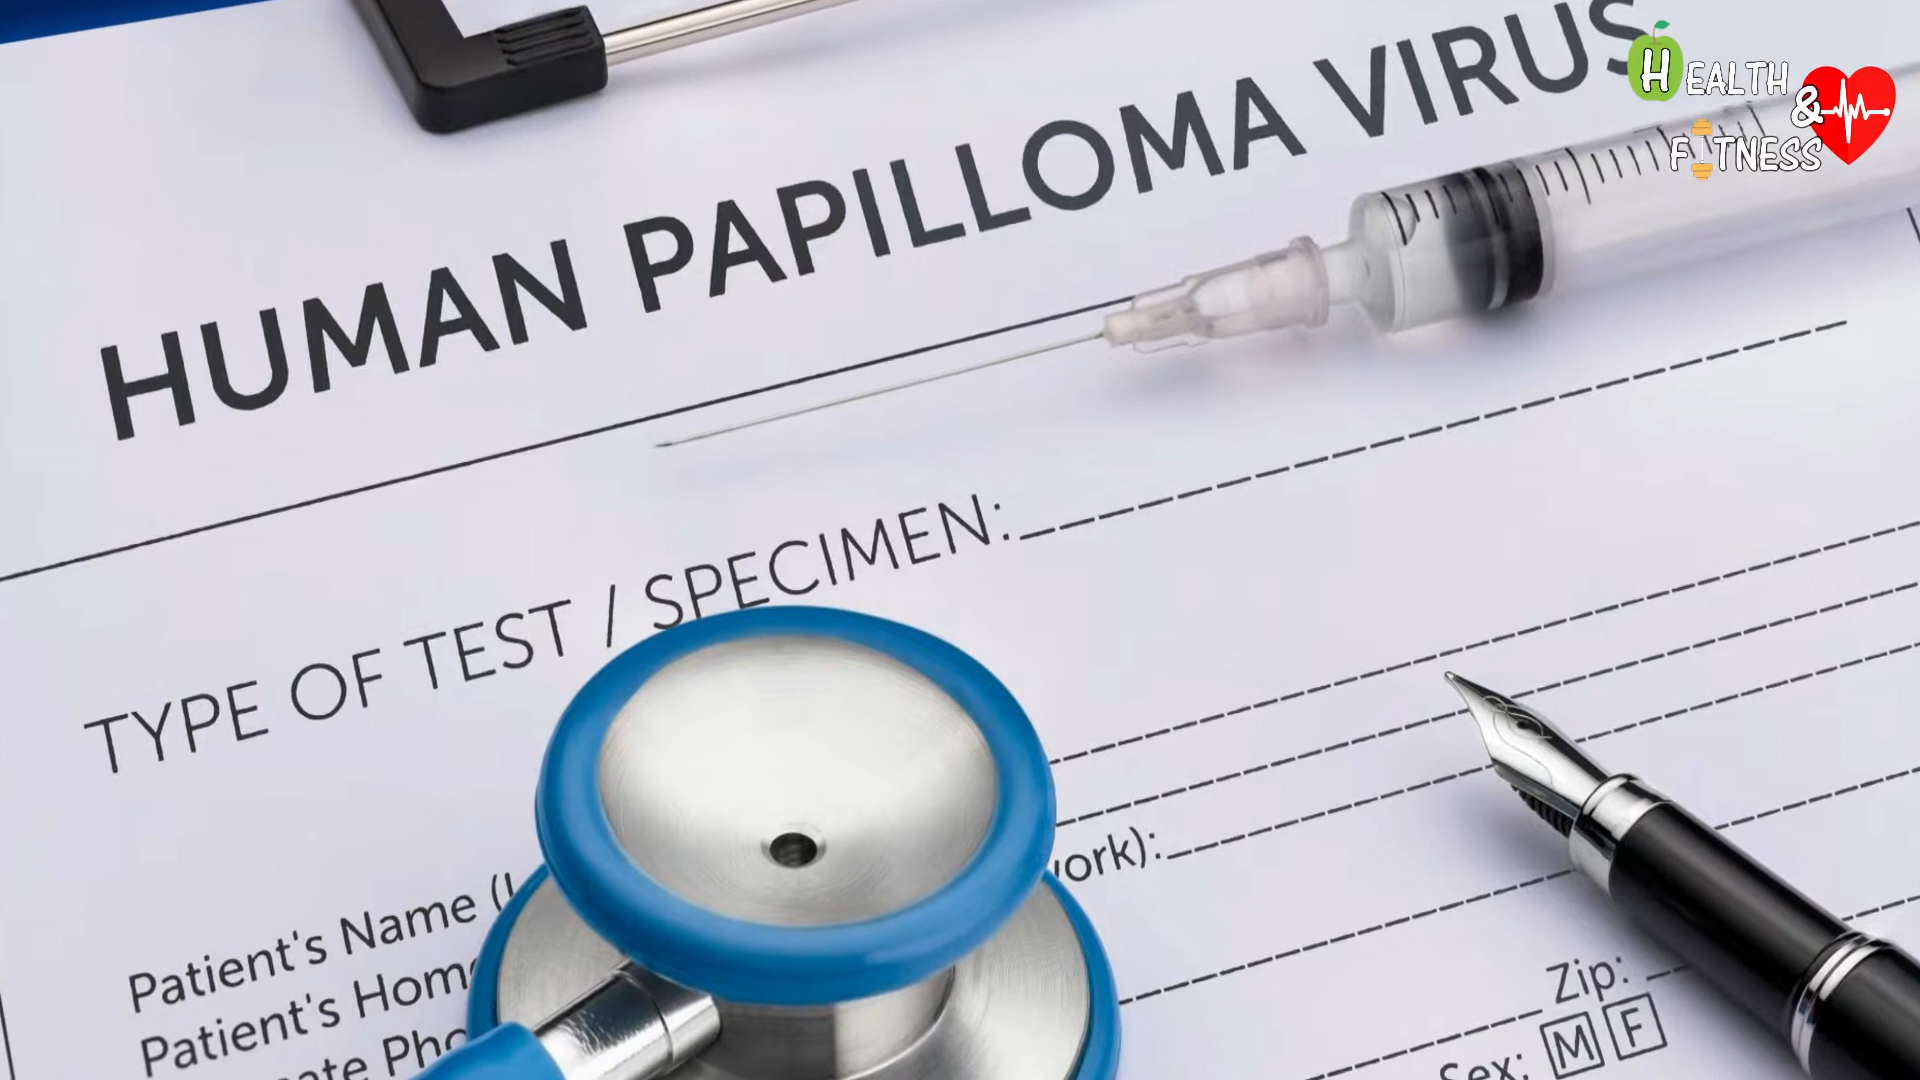 HUMAN PAPILLOMA VIRUS
HEALTH
&
FITNESS
TYPE OF TEST / SPECIMEN:
Patient's Name (
work):
Patient's Home
Zip:
Sex: M F